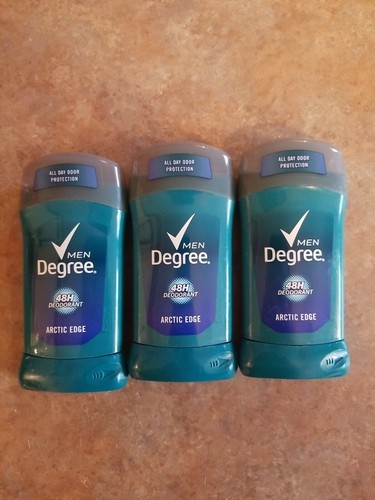 ALL DAY ODOR
PROTECTION
MEN
Degree.
48H
DEODORANT
ARCTIC EDGE
ALL DAY ODOR
PROTECTION
MEN
Degree.
48H
DEODORANT
ARCTIC EDGE
ALL DAY ODOR
PROTECTION
MEN
Degree.
48H
DEODORANT
ARCTIC EDGE